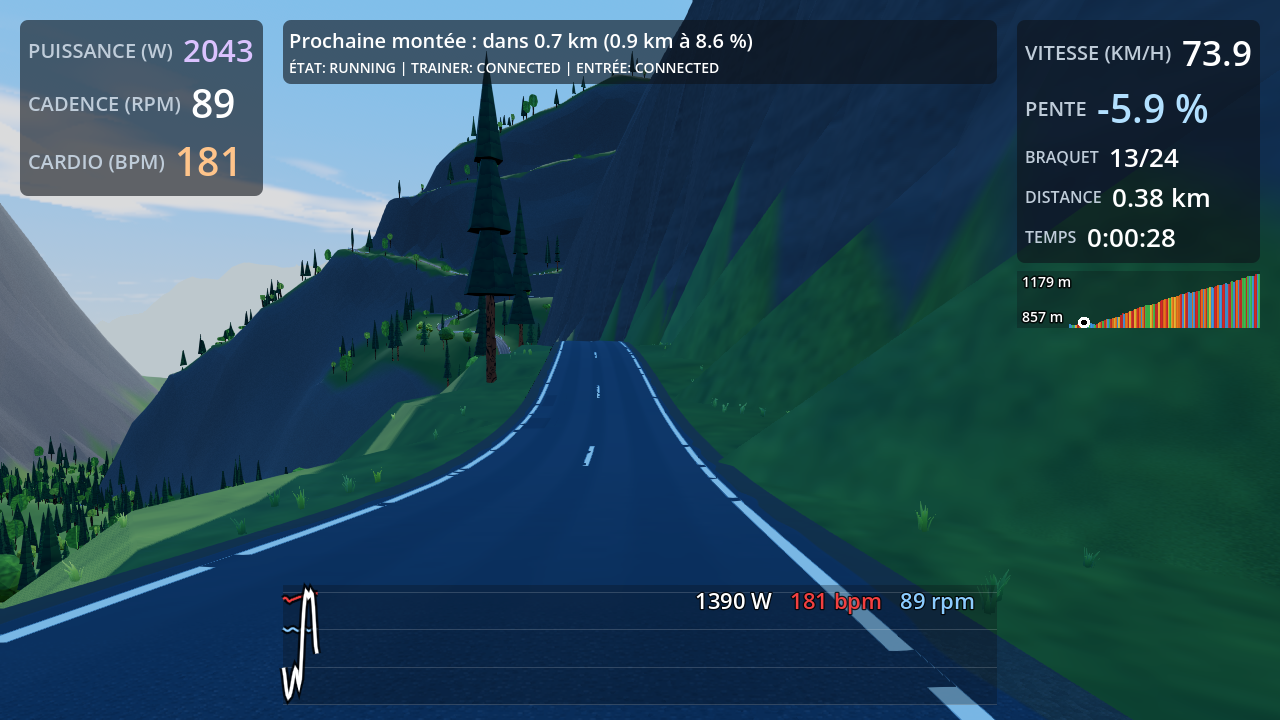 PUISSANCE (W) 2043
CADENCE (RPM) 89
CARDIO (BPM) 181
Prochaine montée : dans 0.7 km (0.9 km à 8.6 %)
ÉTAT: RUNNING | TRAINER: CONNECTED | ENTRÉE: CONNECTED
VITESSE (KM/H) 73.9
PENTE -5.9 %
BRAQUET 13/24
DISTANCE 0.38 km
TEMPS 0:00:28
1179 m
857 m
1390 W 181 bpm 89 rpm